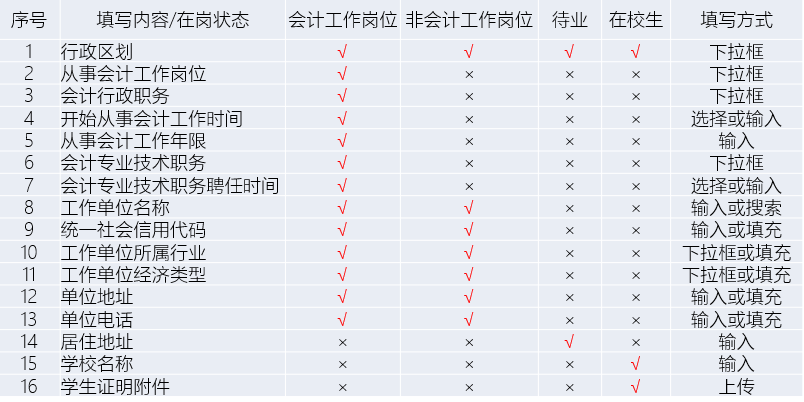 序号 填写内容/在岗状态 会计工作岗位 非会计工作岗位 待业 在校生 填写方式
1 行政区划 √ √ √ √ 下拉框
2 从事会计工作岗位 √ × × × 下拉框
3 会计行政职务 √ × × × 下拉框
4 开始从事会计工作时间 √ × × × 选择或输入
5 从事会计工作年限 √ × × × 输入
6 会计专业技术职务 √ × × × 下拉框
7 会计专业技术职务聘任时间 √ × × × 选择或输入
8 工作单位名称 √ √ × × 输入或搜索
9 统一社会信用代码 √ √ × × 输入或填充
10 工作单位所属行业 √ √ × × 下拉框或填充
11 工作单位经济类型 √ √ × × 下拉框或填充
12 单位地址 √ √ × × 输入或填充
13 单位电话 √ √ × × 输入或填充
14 居住地址 × × √ × 输入
15 学校名称 × × × √ 输入
16 学生证明附件 × × × √ 上传